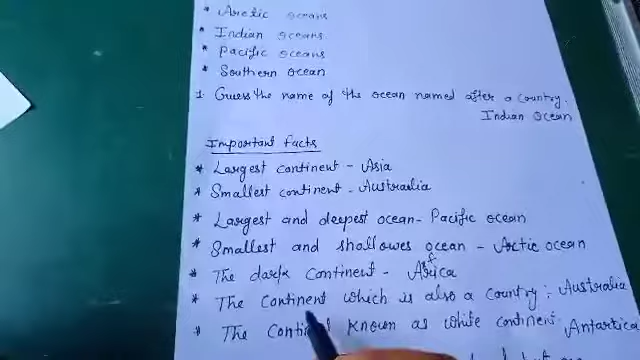 * Arctic oceans
* Indian oceans
* Pacific oceans
* Southern ocean
1. Guess the name of the ocean named after a country.
Indian Ocean
Important facts
* Largest continent - Asia
* Smallest continent - Australia
* Largest and deepest ocean - Pacific ocean
* Smallest and shallowes ocean - Arctic ocean
* The dark continent - Africa
* The continent which is also a country : Australia
* The known as white continent Antartica